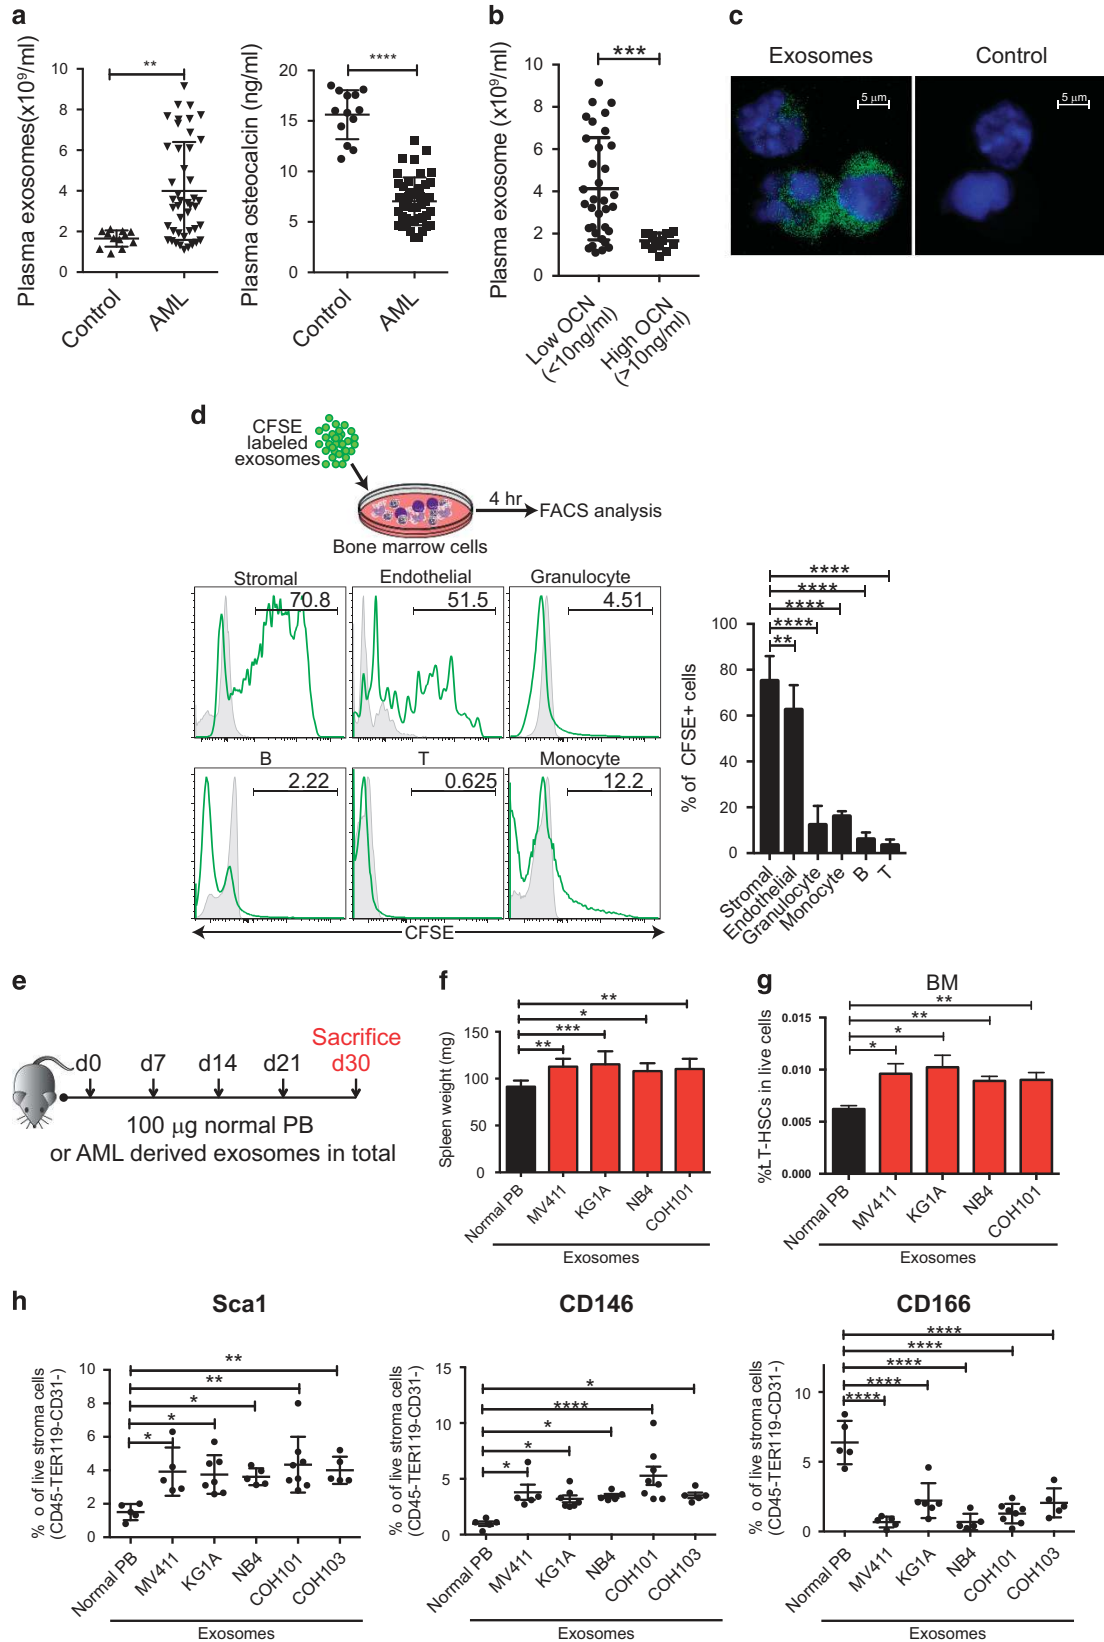 a
Plasma exosomes(x10⁹/ml)
**
10
8
6
4
2
0
Control
AML
Plasma osteocalcin (ng/ml)
****
20
15
10
5
0
Control
AML
b
Plasma exosome (x10⁹/ml)
***
10
8
6
4
2
0
Low OCN
(<10ng/ml)
High OCN
(>10ng/ml)
c
Exosomes
Control
5 µm
5 µm
d
CFSE
labeled
exosomes
4 hr
FACS analysis
Bone marrow cells
Stromal
70.8
Endothelial
51.5
Granulocyte
4.51
B
2.22
T
0.625
Monocyte
12.2
CFSE
% of CFSE+ cells
****
****
****
****
**
100
80
60
40
20
0
Stromal
Endothelial
Granulocyte
Monocyte
B
T
e
d0
d7
d14
d21
Sacrifice
d30
100 µg normal PB
or AML derived exosomes in total
f
Spleen weight (mg)
**
*
***
**
150
100
50
0
Normal PB
MV411
KG1A
NB4
COH101
Exosomes
g
BM
%LT-HSCs in live cells
**
**
*
*
0.015
0.010
0.005
0.000
Normal PB
MV411
KG1A
NB4
COH101
Exosomes
h
Sca1
% o of live stroma cells
(CD45-TER119-CD31-)
**
**
*
*
*
10
8
6
4
2
0
Normal PB
MV411
KG1A
NB4
COH101
COH103
Exosomes
CD146
% o of live stroma cells
(CD45-TER119-CD31-)
*
****
*
*
*
15
10
5
0
Normal PB
MV411
KG1A
NB4
COH101
COH103
Exosomes
CD166
% o of live stroma cells
(CD45-TER119-CD31-)
****
****
****
****
****
10
5
0
Normal PB
MV411
KG1A
NB4
COH101
COH103
Exosomes